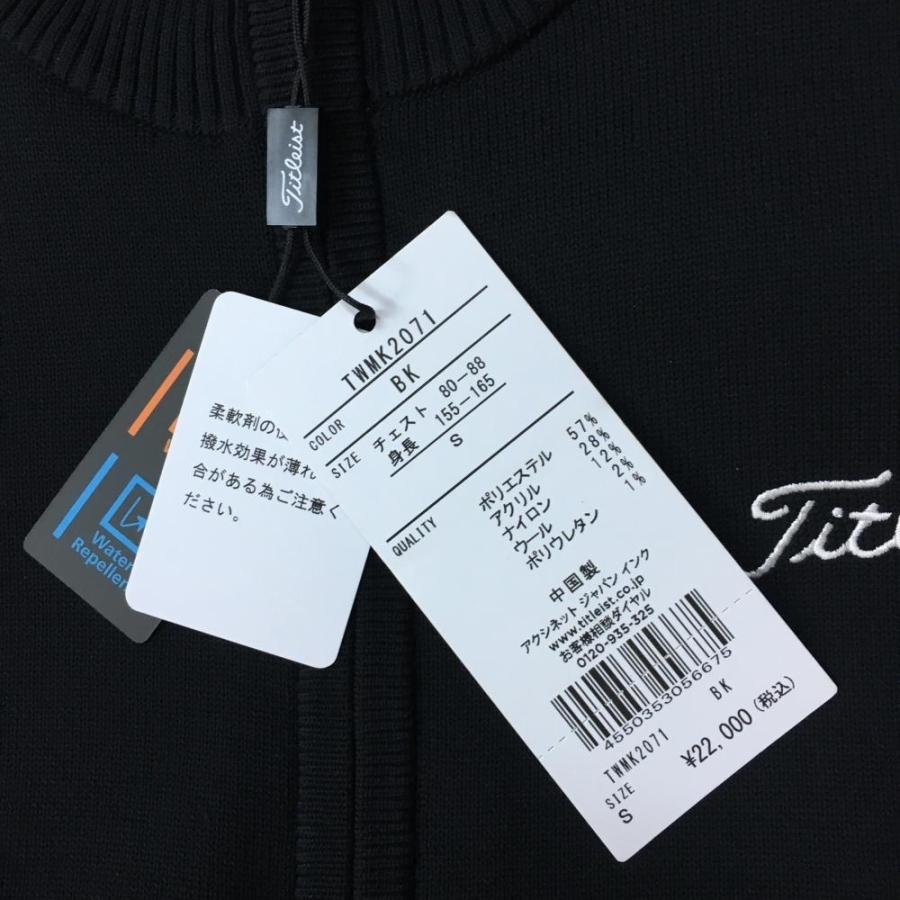 Titleist
Water
Repellen
柔軟剤の
撥水効果が薄れ
合がある為ご注意く
ださい。
TWMK2071
COLOR BK
SIZE チェスト 80-88
身長 155-165
S
QUALITY ポリエステル 57%
アクリル 28%
ナイロン 12%
ウール 2%
ポリウレタン 1%
中国製
アクシネット ジャパン インク
www.titleist.co.jp
お客様相談ダイヤル
0120-935-325
4550353056675
TWMK2071 BK
SIZE
S
¥22,000(税込)
Titl